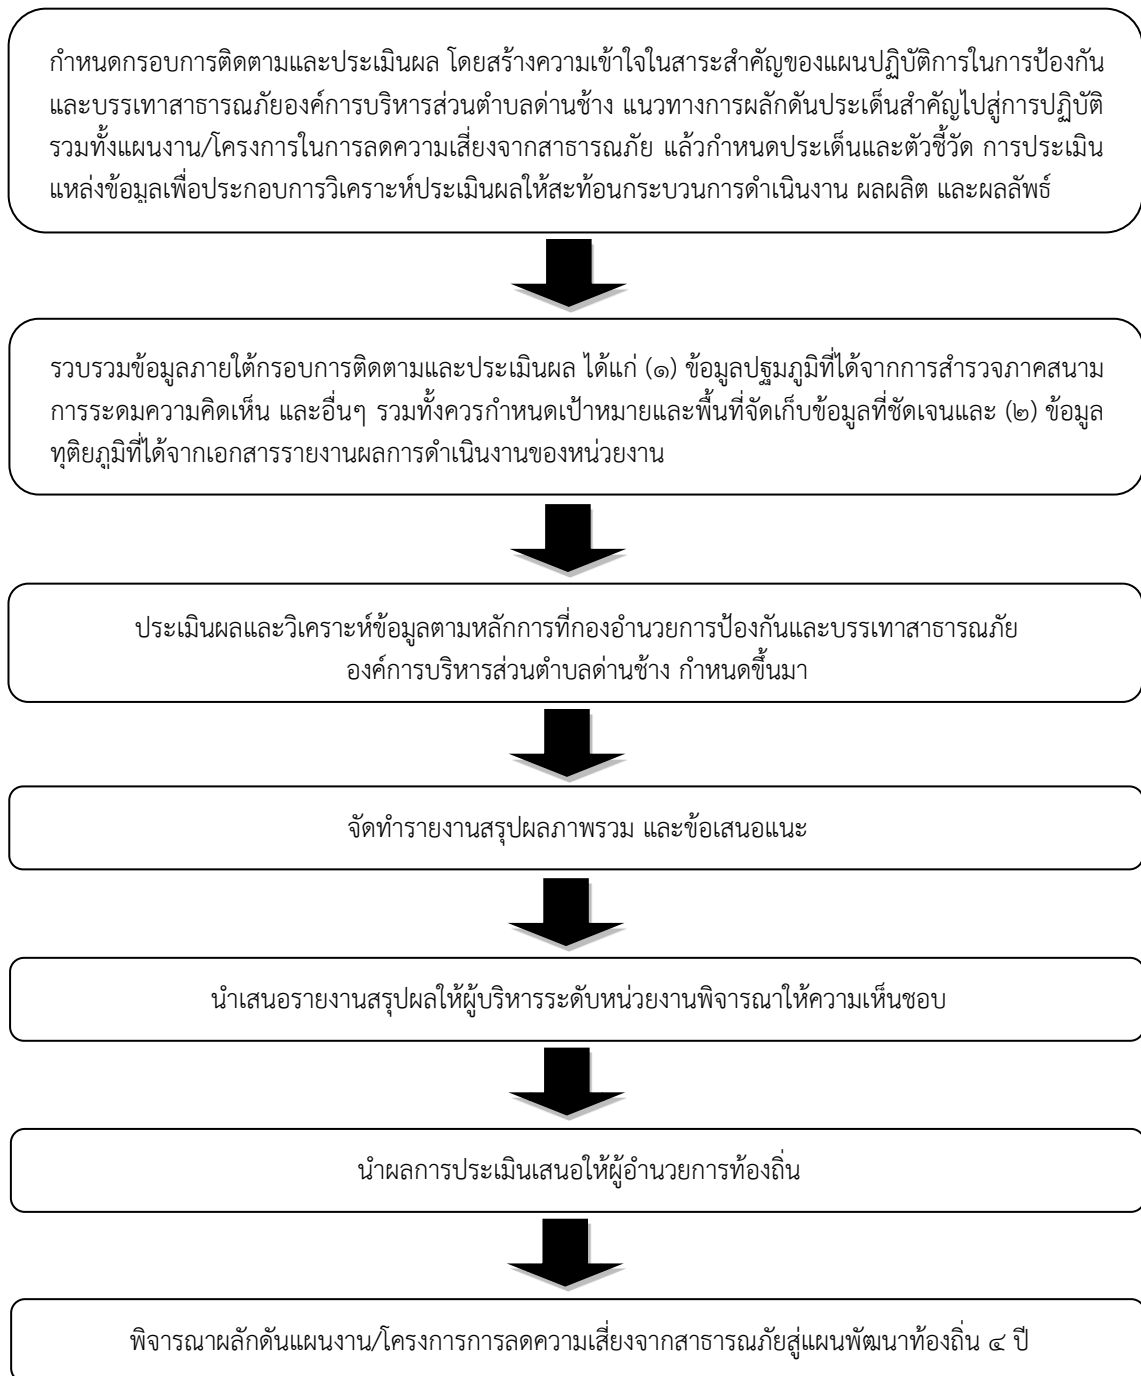 กำหนดกรอบการติดตามและประเมินผล โดยสร้างความเข้าใจในสาระสำคัญของแผนปฏิบัติการในการป้องกัน
และบรรเทาสาธารณภัยองค์การบริหารส่วนตำบลด่านช้าง แนวทางการผลักดันประเด็นสำคัญไปสู่การปฏิบัติ
รวมทั้งแผนงาน/โครงการในการลดความเสี่ยงจากสาธารณภัย แล้วกำหนดประเด็นและตัวชี้วัด การประเมิน
แหล่งข้อมูลเพื่อประกอบการวิเคราะห์ประเมินผลให้สะท้อนกระบวนการดำเนินงาน ผลผลิต และผลลัพธ์
รวบรวมข้อมูลภายใต้กรอบการติดตามและประเมินผล ได้แก่ (๑) ข้อมูลปฐมภูมิที่ได้จากการสำรวจภาคสนาม
การระดมความคิดเห็น และอื่นๆ รวมทั้งควรกำหนดเป้าหมายและพื้นที่จัดเก็บข้อมูลที่ชัดเจนและ (๒) ข้อมูล
ทุติยภูมิที่ได้จากเอกสารรายงานผลการดำเนินงานของหน่วยงาน
ประเมินผลและวิเคราะห์ข้อมูลตามหลักการที่กองอำนวยการป้องกันและบรรเทาสาธารณภัย
องค์การบริหารส่วนตำบลด่านช้าง กำหนดขึ้นมา
จัดทำรายงานสรุปผลภาพรวม และข้อเสนอแนะ
นำเสนอรายงานสรุปผลให้ผู้บริหารระดับหน่วยงานพิจารณาให้ความเห็นชอบ
นำผลการประเมินเสนอให้ผู้อำนวยการท้องถิ่น
พิจารณาผลักดันแผนงาน/โครงการการลดความเสี่ยงจากสาธารณภัยสู่แผนพัฒนาท้องถิ่น ๔ ปี